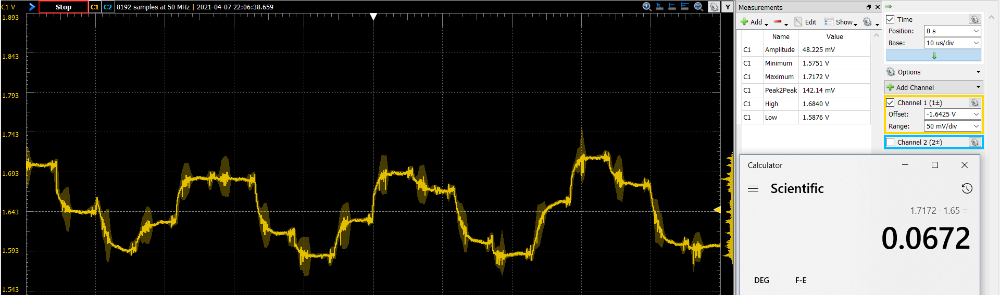 C1 V
Stop
C1 C2
8192 samples at 50 MHz | 2021-04-07 22:06:38.659
Y
1.893
1.843
1.793
1.743
1.693
1.643
1.593
1.543
Measurements
Add
Edit
Show
Name Value
C1 Amplitude 48.225 mV
C1 Minimum 1.5751 V
C1 Maximum 1.7172 V
C1 Peak2Peak 142.14 mV
C1 High 1.6840 V
C1 Low 1.5876 V
Time
Position: 0 s
Base: 10 us/div
Options
Add Channel
Channel 1 (1±)
Offset: -1.6425 V
Range: 50 mV/div
Channel 2 (2±)
Calculator
Scientific
1.7172 - 1.65 =
0.0672
DEG F-E